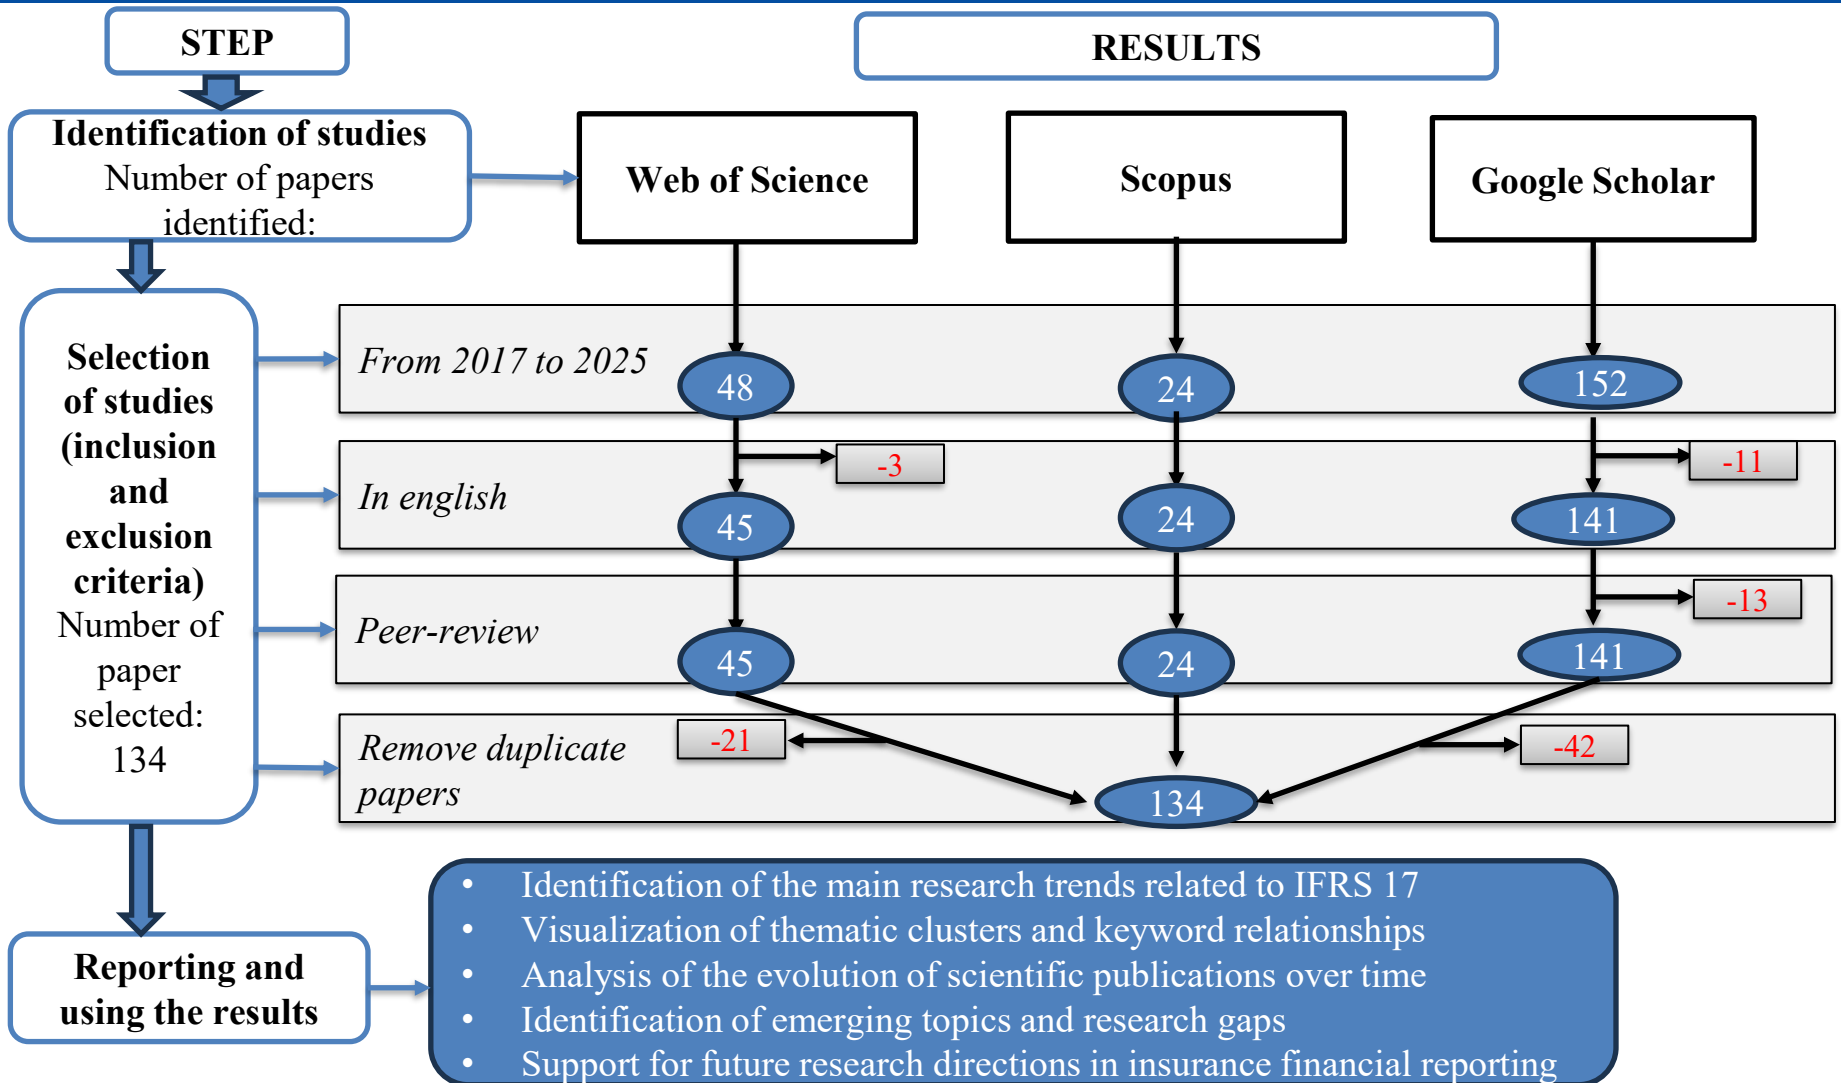 STEP
RESULTS
Identification of studies
Number of papers
identified:
Web of Science
Scopus
Google Scholar
Selection
of studies
(inclusion
and
exclusion
criteria)
Number of
paper
selected:
134
From 2017 to 2025
48
24
152
-3
-11
In english
45
24
141
-13
Peer-review
45
24
141
Remove duplicate
papers
-21
-42
134
Reporting and
using the results
• Identification of the main research trends related to IFRS 17
• Visualization of thematic clusters and keyword relationships
• Analysis of the evolution of scientific publications over time
• Identification of emerging topics and research gaps
• Support for future research directions in insurance financial reporting